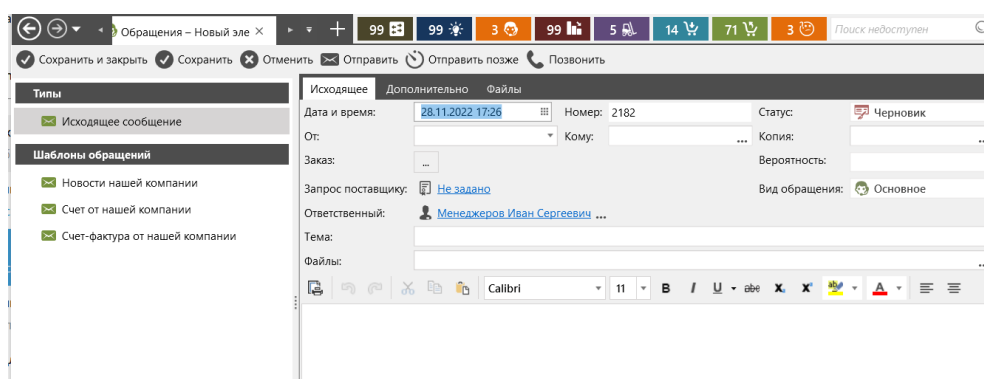 Обращения – Новый эле
99 99 3 99 5 14 71 3 Поиск недоступен
Сохранить и закрыть Сохранить Отменить Отправить Отправить позже Позвонить
Типы
Исходящее сообщение
Шаблоны обращений
Новости нашей компании
Счет от нашей компании
Счет-фактура от нашей компании
Исходящее Дополнительно Файлы
Дата и время: 28.11.2022 17:26 Номер: 2182 Статус: Черновик
От: Кому: ... Копия: ...
Заказ: ... Вероятность:
Запрос поставщику: Не задано Вид обращения: Основное
Ответственный: Менеджеров Иван Сергеевич ...
Тема:
Файлы: ...
Calibri 11 B I U abc X, X² ab A